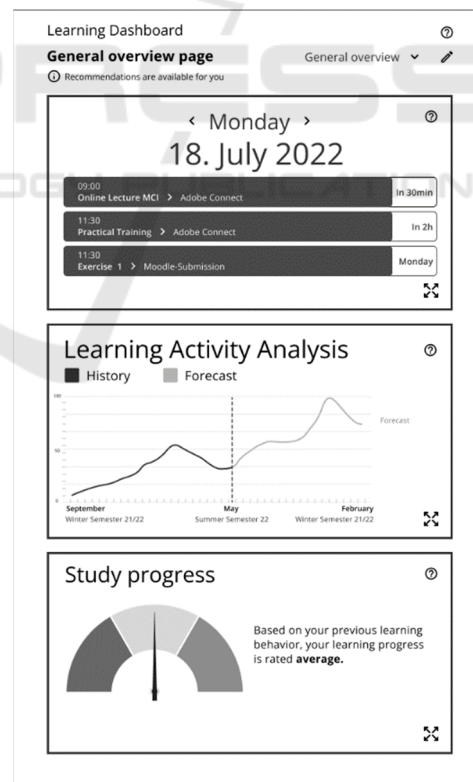 Learning Dashboard
General overview page
General overview
Recommendations are available for you
< Monday >
18. July 2022
09:00
Online Lecture MCI > Adobe Connect
In 30min
11:30
Practical Training > Adobe Connect
In 2h
11:30
Exercise 1 > Moodle-Submission
Monday
Learning Activity Analysis
History Forecast
100
50
0
Forecast
September May February
Winter Semester 21/22 Summer Semester 22 Winter Semester 21/22
Study progress
Based on your previous learning
behavior, your learning progress
is rated average.